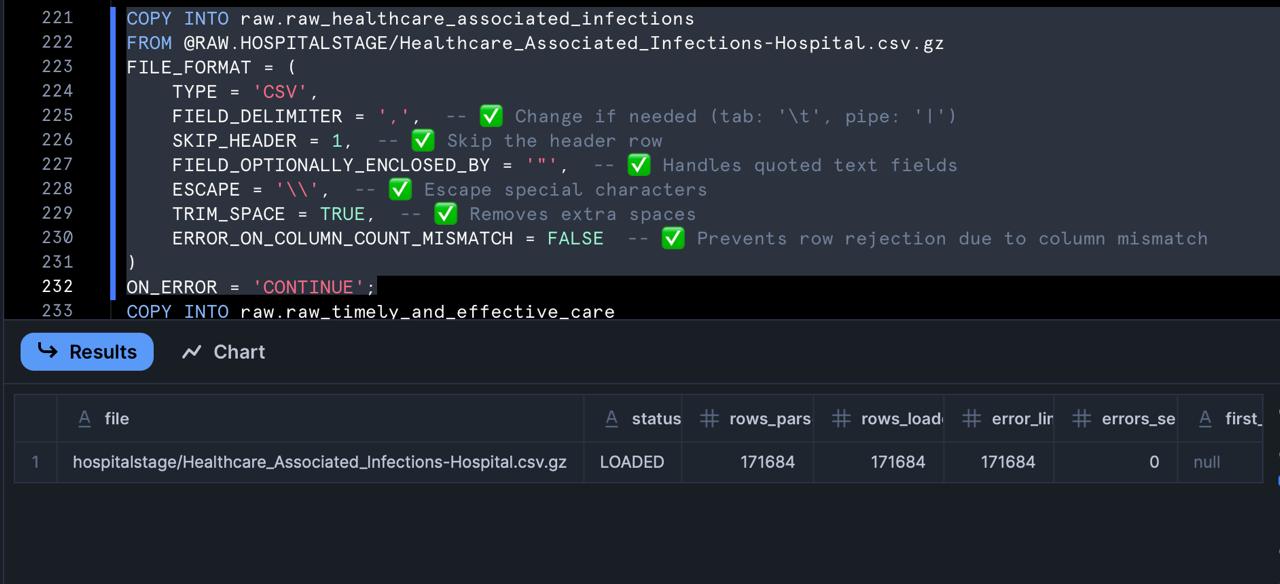 221 COPY INTO raw.raw_healthcare_associated_infections
222 FROM @RAW.HOSPITALSTAGE/Healthcare_Associated_Infections-Hospital.csv.gz
223 FILE_FORMAT = (
224 TYPE = 'CSV',
225 FIELD_DELIMITER = ',', -- ✅ Change if needed (tab: '\t', pipe: '|')
226 SKIP_HEADER = 1, -- ✅ Skip the header row
227 FIELD_OPTIONALLY_ENCLOSED_BY = '"', -- ✅ Handles quoted text fields
228 ESCAPE = '\\', -- ✅ Escape special characters
229 TRIM_SPACE = TRUE, -- ✅ Removes extra spaces
230 ERROR_ON_COLUMN_COUNT_MISMATCH = FALSE -- ✅ Prevents row rejection due to column mismatch
231 )
232 ON_ERROR = 'CONTINUE';
233 COPY INTO raw.raw_timely_and_effective_care
Results Chart
A file A status # rows_pars # rows_load # error_lir # errors_se A first_
1 hospitalstage/Healthcare_Associated_Infections-Hospital.csv.gz LOADED 171684 171684 171684 0 null